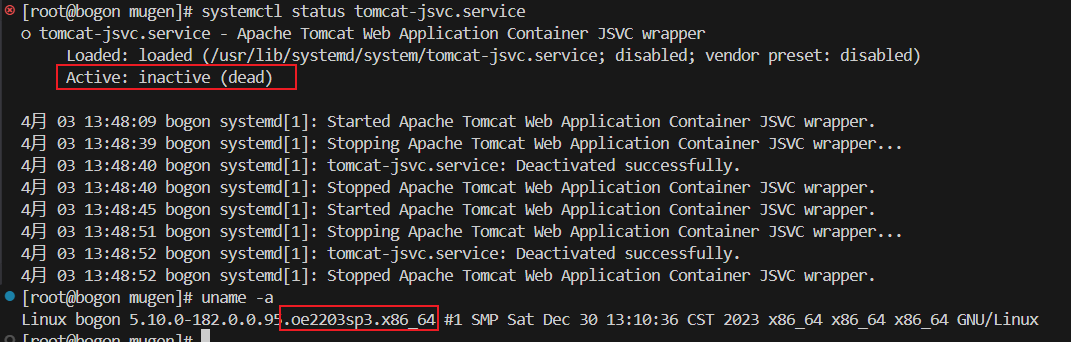 [root@bogon mugen]# systemctl status tomcat-jsvc.service
○ tomcat-jsvc.service - Apache Tomcat Web Application Container JSVC wrapper
Loaded: loaded (/usr/lib/systemd/system/tomcat-jsvc.service; disabled; vendor preset: disabled)
Active: inactive (dead)
4月 03 13:48:09 bogon systemd[1]: Started Apache Tomcat Web Application Container JSVC wrapper.
4月 03 13:48:39 bogon systemd[1]: Stopping Apache Tomcat Web Application Container JSVC wrapper...
4月 03 13:48:40 bogon systemd[1]: tomcat-jsvc.service: Deactivated successfully.
4月 03 13:48:40 bogon systemd[1]: Stopped Apache Tomcat Web Application Container JSVC wrapper.
4月 03 13:48:45 bogon systemd[1]: Started Apache Tomcat Web Application Container JSVC wrapper.
4月 03 13:48:51 bogon systemd[1]: Stopping Apache Tomcat Web Application Container JSVC wrapper...
4月 03 13:48:52 bogon systemd[1]: tomcat-jsvc.service: Deactivated successfully.
4月 03 13:48:52 bogon systemd[1]: Stopped Apache Tomcat Web Application Container JSVC wrapper.
[root@bogon mugen]# uname -a
Linux bogon 5.10.0-182.0.0.95.oe2203sp3.x86_64 #1 SMP Sat Dec 30 13:10:36 CST 2023 x86_64 x86_64 x86_64 GNU/Linux
[root@bogon mugen]#